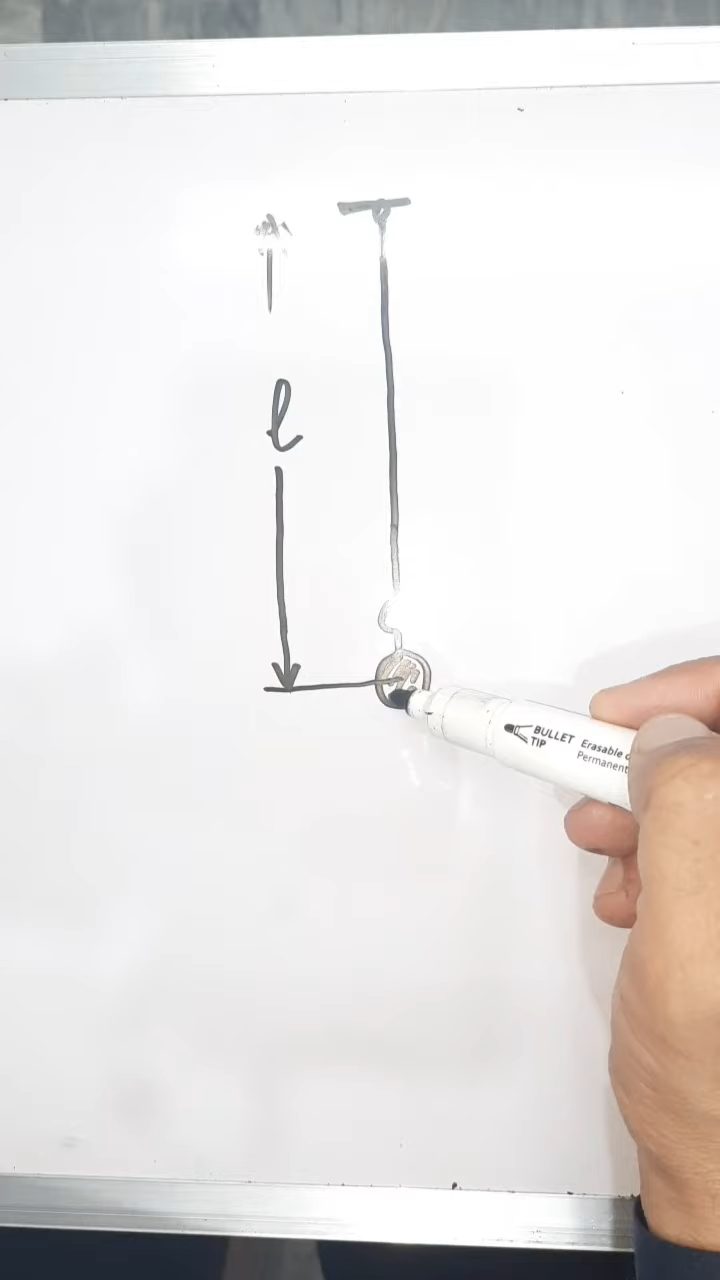 ℓ
m
BULLET
TIP
Erasable
Permanent